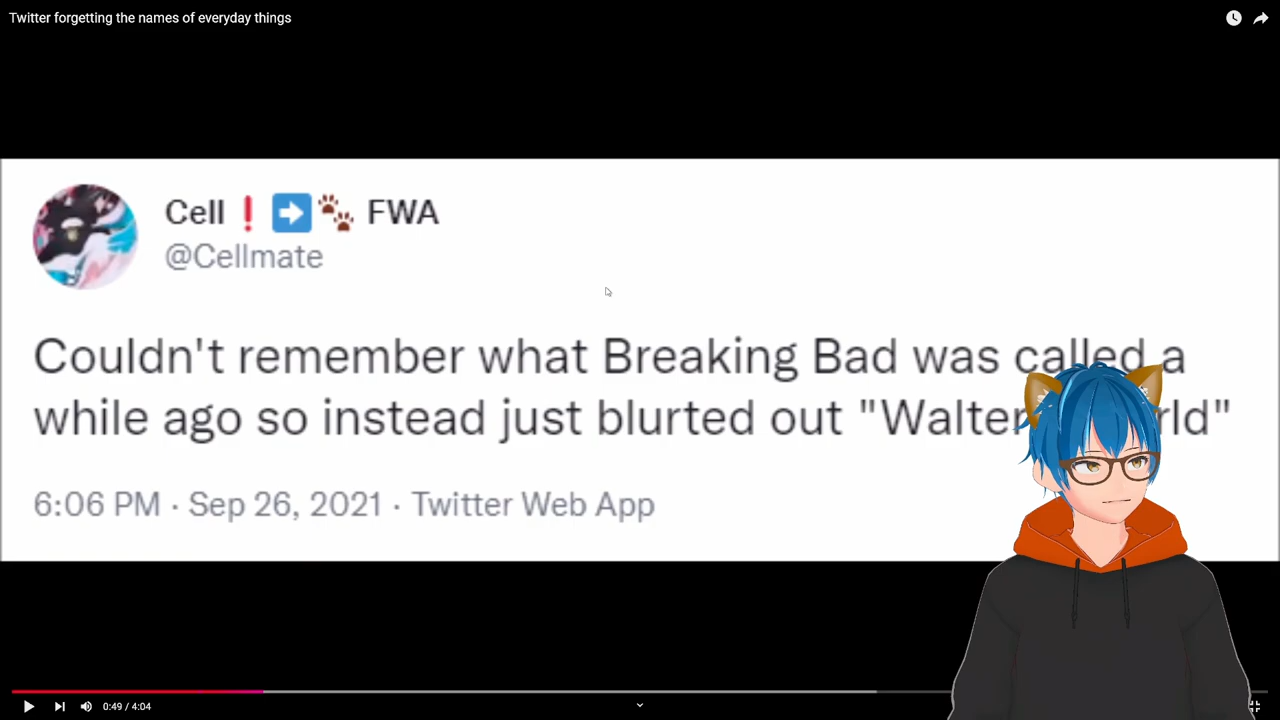 Twitter forgetting the names of everyday things
Cell❗➡️🐾 FWA
@Cellmate
Couldn't remember what Breaking Bad was called a
while ago so instead just blurted out "Walter
6:06 PM · Sep 26, 2021 · Twitter Web App
0:49 / 4:04